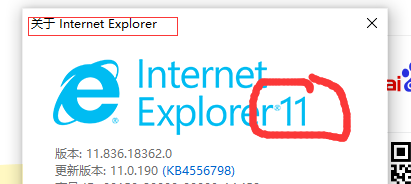 关于 Internet Explorer
Internet
Explorer®11
版本: 11.836.18362.0
更新版本: 11.0.190 (KB4556798)